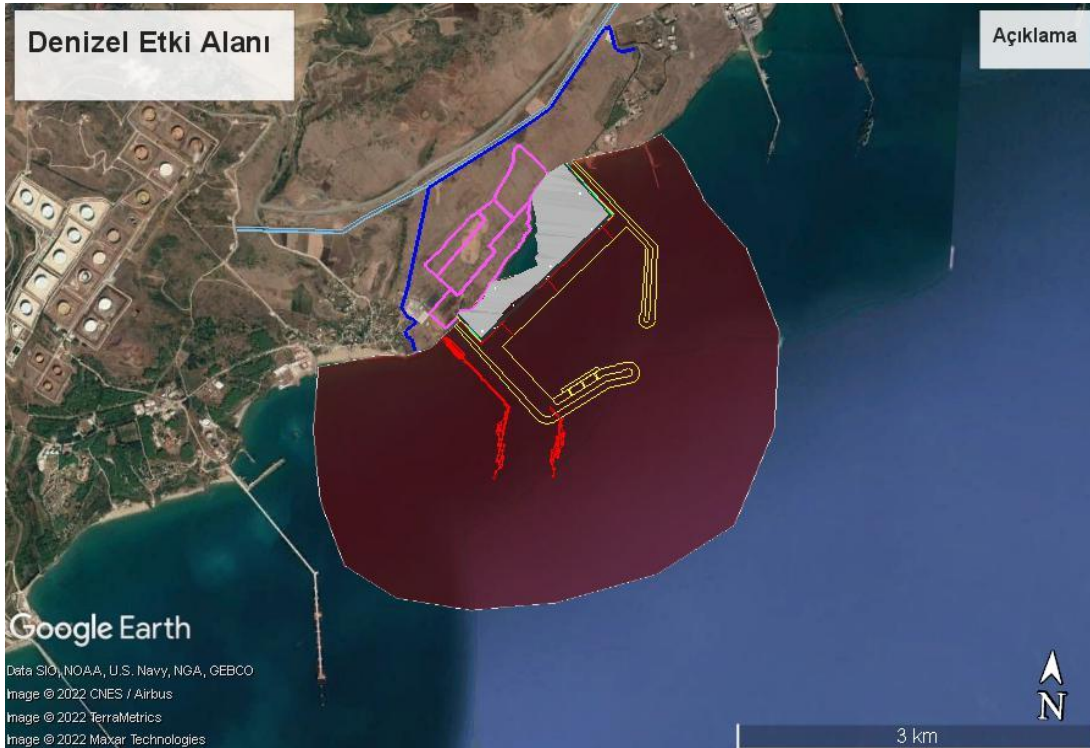 Denizel Etki Alanı
Açıklama
Google Earth
Data SIO, NOAA, U.S. Navy, NGA, GEBCO
Image © 2022 CNES / Airbus
Image © 2022 TerraMetrics
Image © 2022 Maxar Technologies
N
3 km